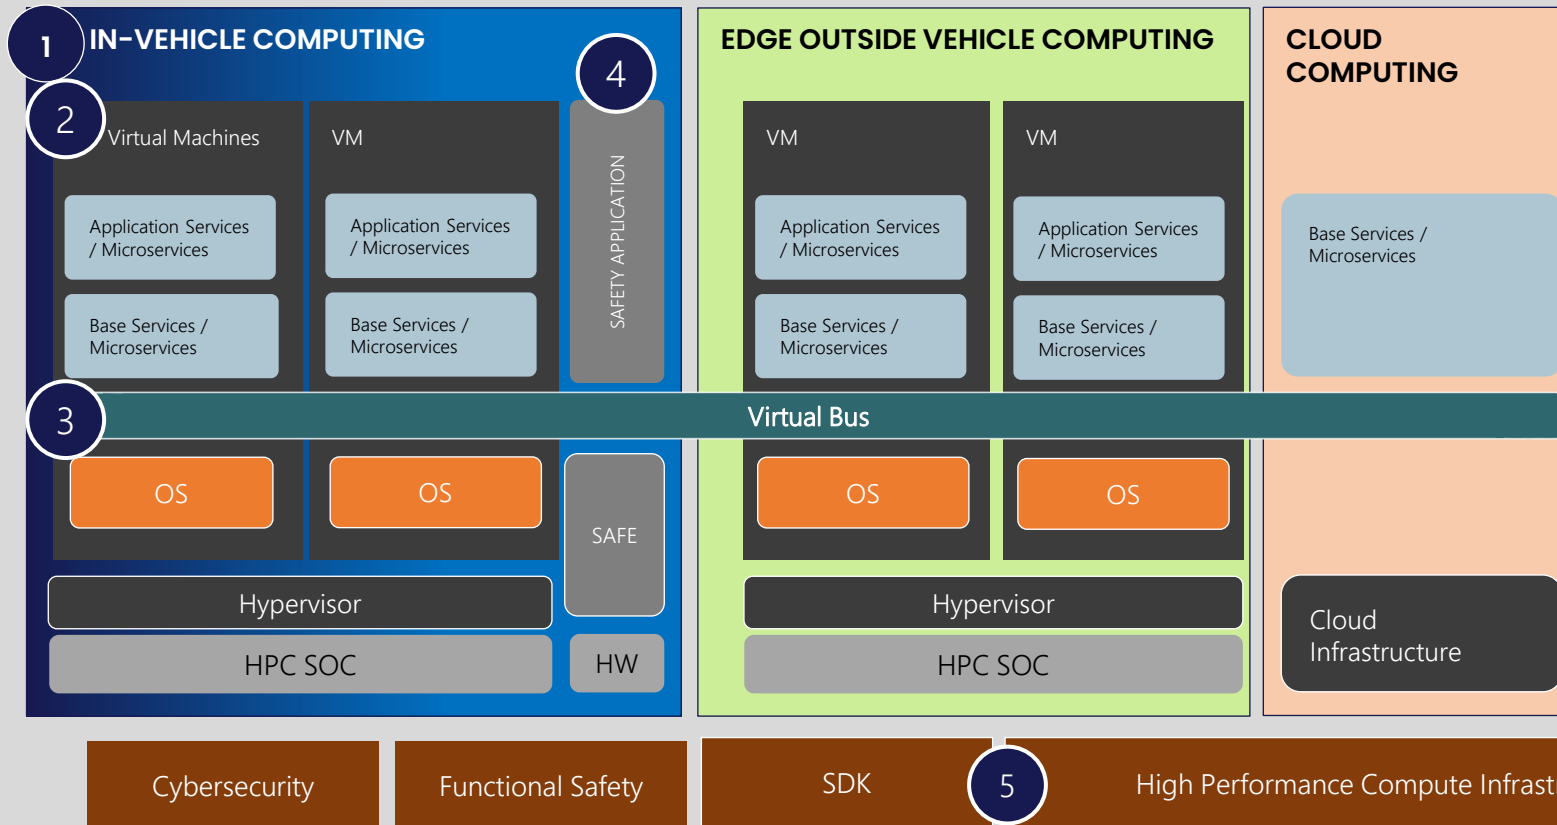 1
IN-VEHICLE COMPUTING
2
Virtual Machines
Application Services
/ Microservices
Base Services /
Microservices
VM
Application Services
/ Microservices
Base Services /
Microservices
4
SAFETY APPLICATION
EDGE OUTSIDE VEHICLE COMPUTING
VM
Application Services
/ Microservices
Base Services /
Microservices
VM
Application Services
/ Microservices
Base Services /
Microservices
CLOUD
COMPUTING
Base Services /
Microservices
3
Virtual Bus
OS
OS
SAFE
Hypervisor
HPC SOC
HW
OS
OS
Hypervisor
HPC SOC
Cloud
Infrastructure
Cybersecurity
Functional Safety
SDK
5
High Performance Compute